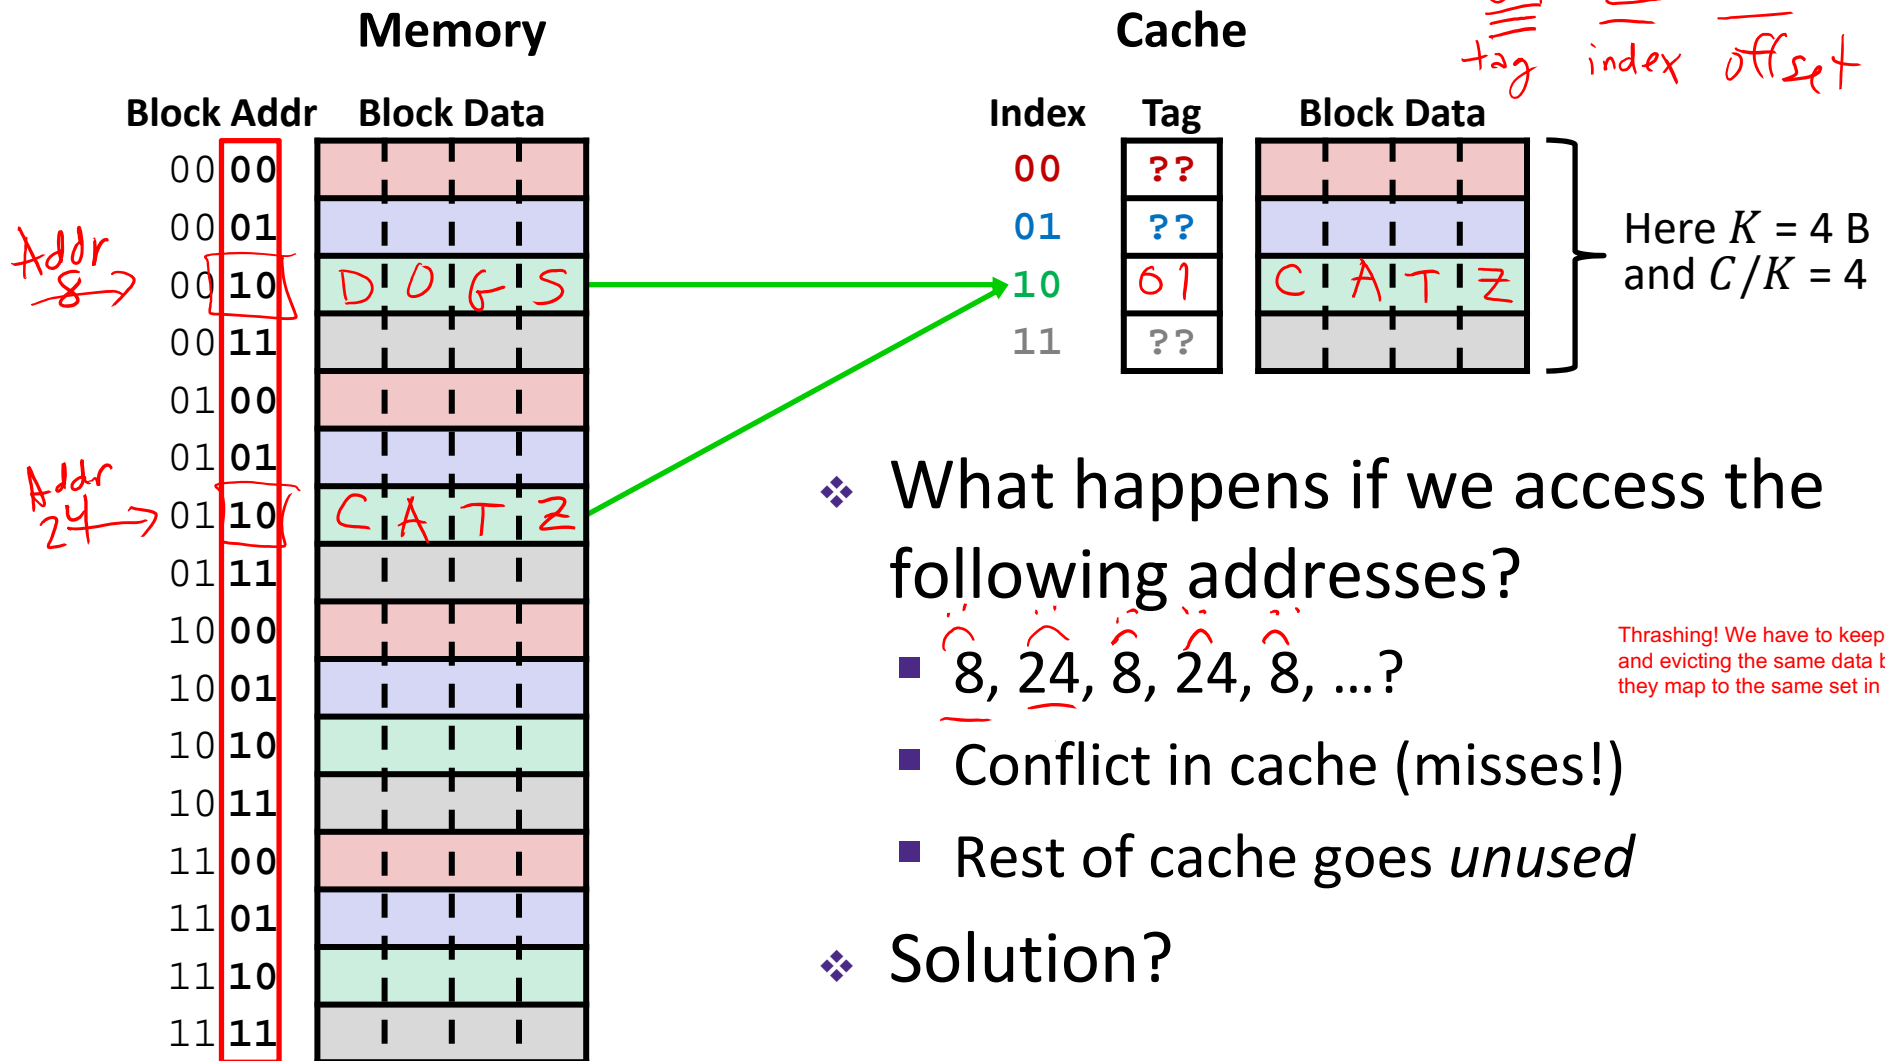 Memory
Cache
tag index offset
Block Addr Block Data
Index Tag Block Data
00 00
00 01
Addr 8
00 10 D O G S
00 11
01 00
01 01
Addr 24
01 10 C A T Z
01 11
10 00
10 01
10 10
10 11
11 00
11 01
11 10
11 11
00 ??
01 ??
10 01 C A T Z
11 ??
Here K = 4 B
and C/K = 4
What happens if we access the
following addresses?
8, 24, 8, 24, 8, …?
Conflict in cache (misses!)
Rest of cache goes unused
Solution?
Thrashing! We have to keep
and evicting the same data
they map to the same set in